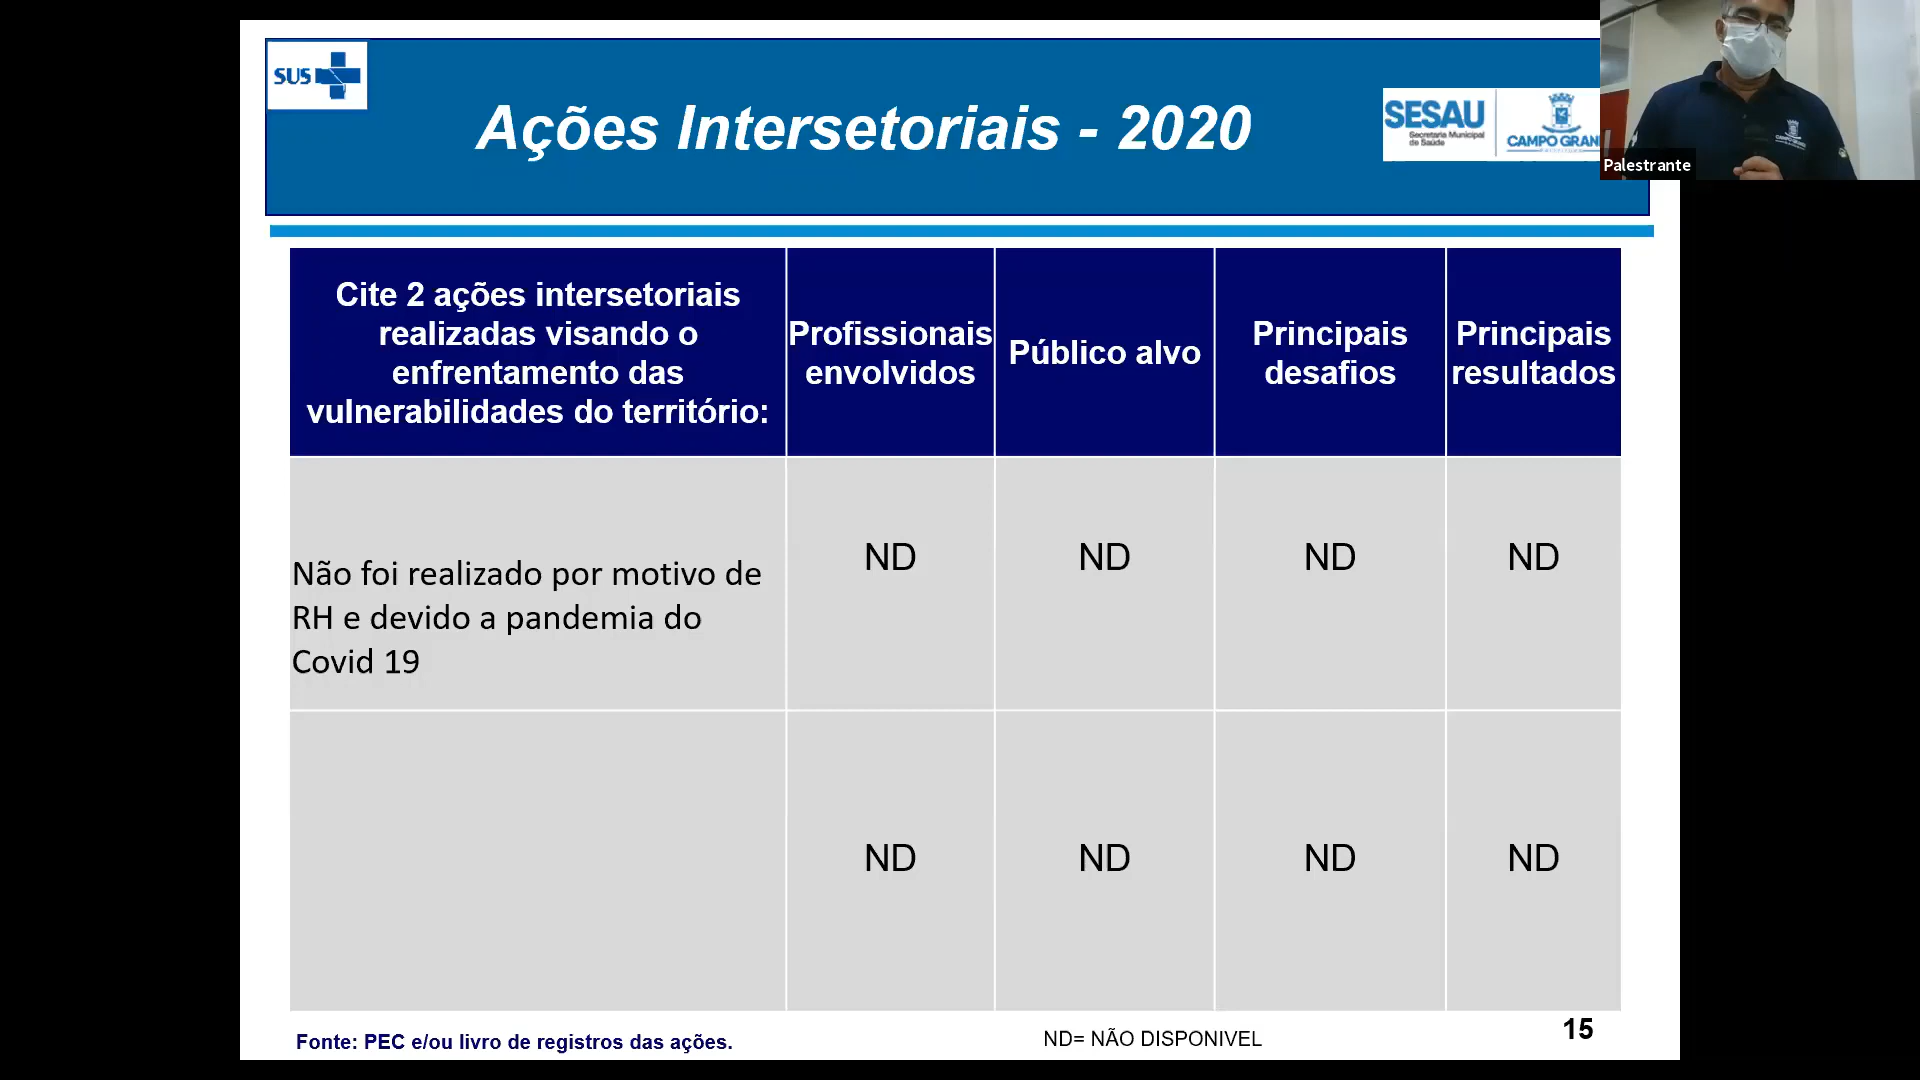 SUS
Ações Intersetoriais - 2020
SESAU
Secretaria Municipal
de Saúde
CAMPO GRAN
Palestrante
Cite 2 ações intersetoriais
realizadas visando o
enfrentamento das
vulnerabilidades do território:
Profissionais
envolvidos
Público alvo
Principais
desafios
Principais
resultados
Não foi realizado por motivo de
RH e devido a pandemia do
Covid 19
ND
ND
ND
ND
ND
ND
ND
ND
Fonte: PEC e/ou livro de registros das ações.
ND= NÃO DISPONIVEL
15